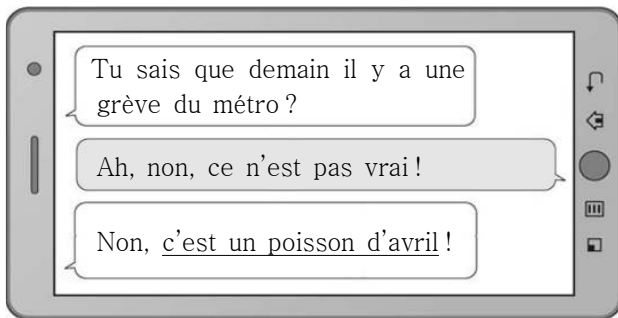 Tu sais que demain il y a une
grève du métro ?
Ah, non, ce n’est pas vrai !
Non, c’est un poisson d’avril !